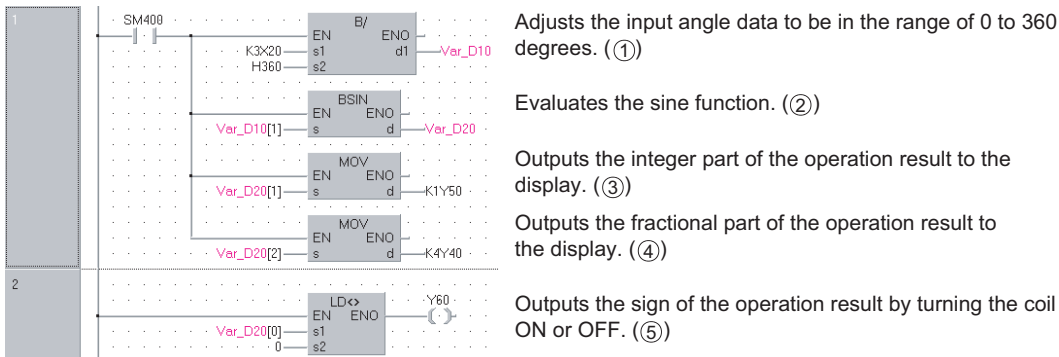 1
SM400
B/
EN ENO
K3X20 s1 d1 Var_D10
H360 s2
Adjusts the input angle data to be in the range of 0 to 360
degrees. (①)
BSIN
EN ENO
Var_D10[1] s d Var_D20
Evaluates the sine function. (②)
MOV
EN ENO
Var_D20[1] s d K1Y50
Outputs the integer part of the operation result to the
display. (③)
MOV
EN ENO
Var_D20[2] s d K4Y40
Outputs the fractional part of the operation result to
the display. (④)
2
LD<>
EN ENO Y60
Var_D20[0] s1
0 s2
Outputs the sign of the operation result by turning the coil
ON or OFF. (⑤)